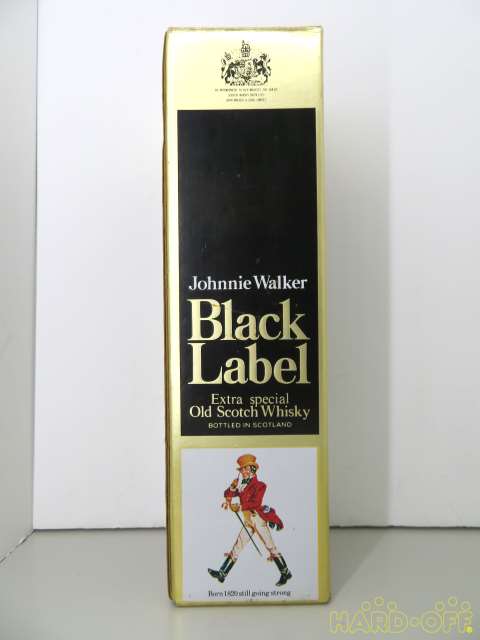 Johnnie Walker
Black
Label
Extra special
Old Scotch Whisky
BOTTLED IN SCOTLAND
Born 1820 still going strong
HARD-OFF